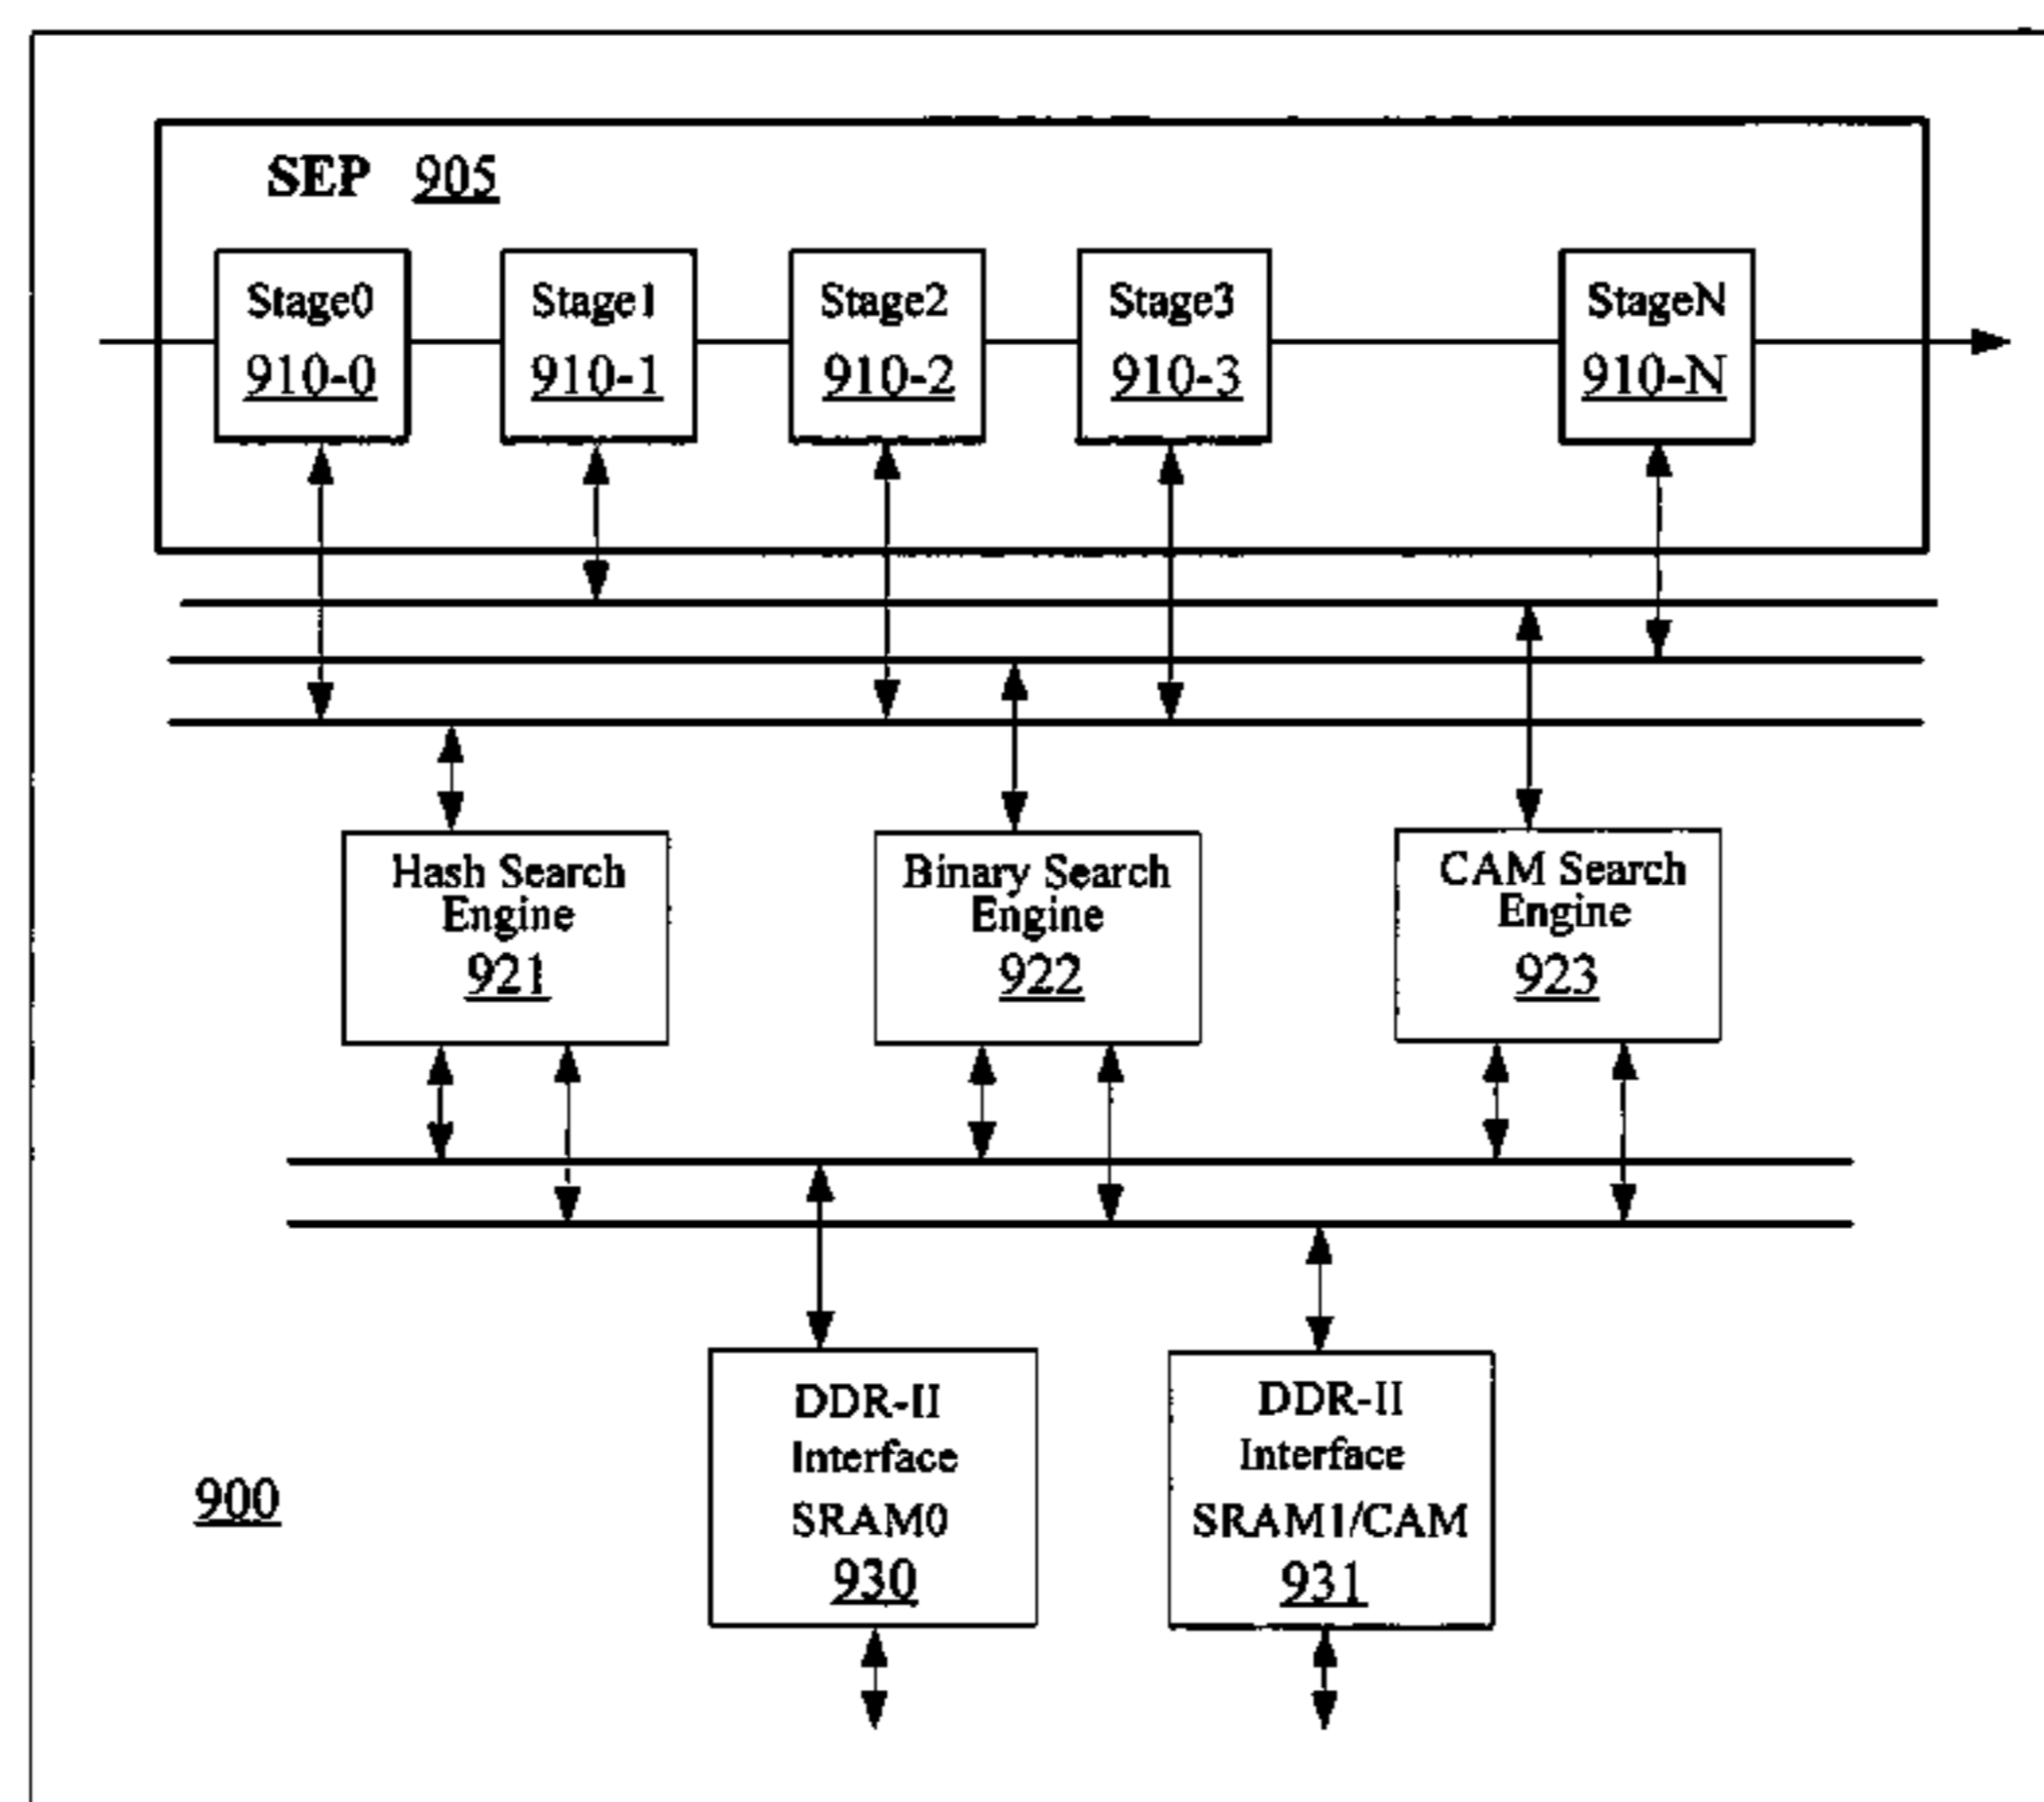 SEP 905
Stage0
910-0
Stage1
910-1
Stage2
910-2
Stage3
910-3
StageN
910-N
Hash Search
Engine
921
Binary Search
Engine
922
CAM Search
Engine
923
DDR-II
Interface
SRAM0
930
DDR-II
Interface
SRAM1/CAM
931
900